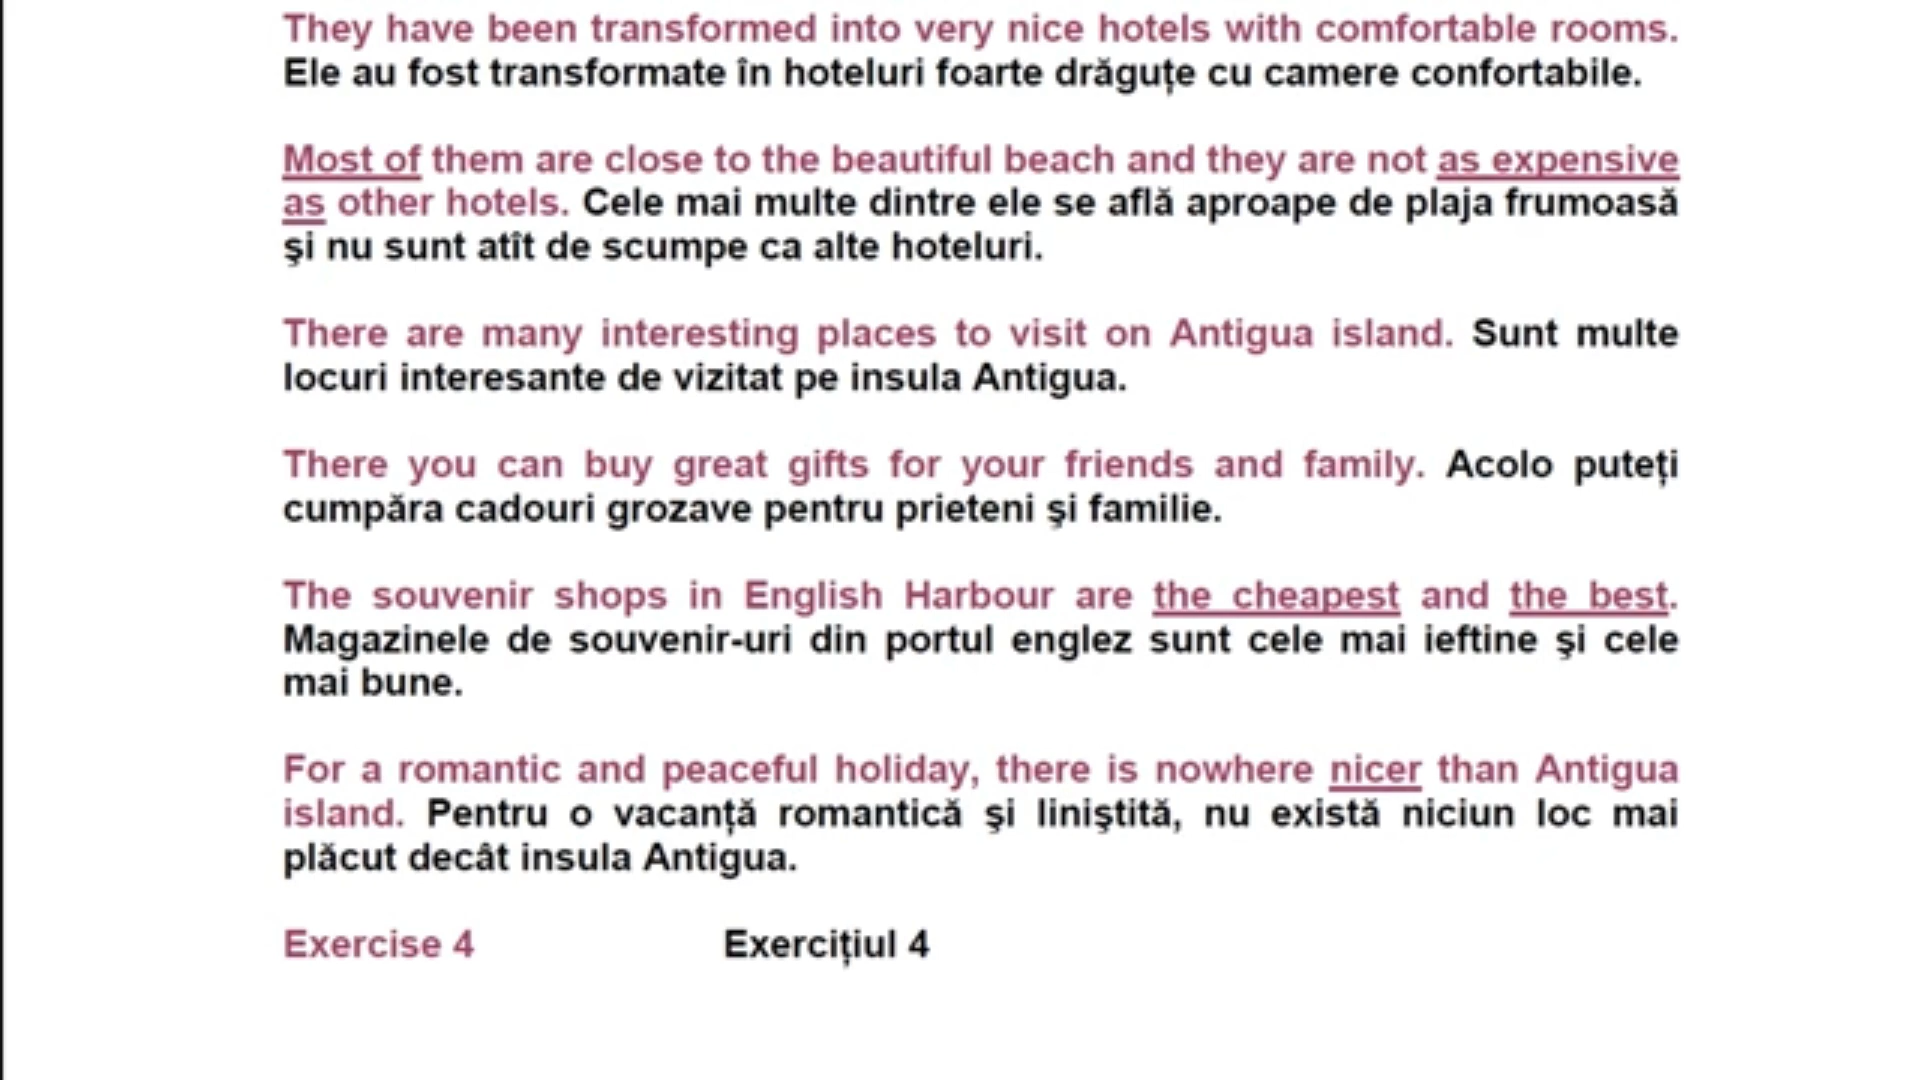 They have been transformed into very nice hotels with comfortable rooms.
Ele au fost transformate în hoteluri foarte drăguţe cu camere confortabile.
Most of them are close to the beautiful beach and they are not as expensive
as other hotels. Cele mai multe dintre ele se află aproape de plaja frumoasă
şi nu sunt atît de scumpe ca alte hoteluri.
There are many interesting places to visit on Antigua island. Sunt multe
locuri interesante de vizitat pe insula Antigua.
There you can buy great gifts for your friends and family. Acolo puteţi
cumpăra cadouri grozave pentru prieteni şi familie.
The souvenir shops in English Harbour are the cheapest and the best.
Magazinele de souvenir-uri din portul englez sunt cele mai ieftine şi cele
mai bune.
For a romantic and peaceful holiday, there is nowhere nicer than Antigua
island. Pentru o vacanţă romantică şi liniştită, nu există niciun loc mai
plăcut decât insula Antigua.
Exercise 4 Exerciţiul 4